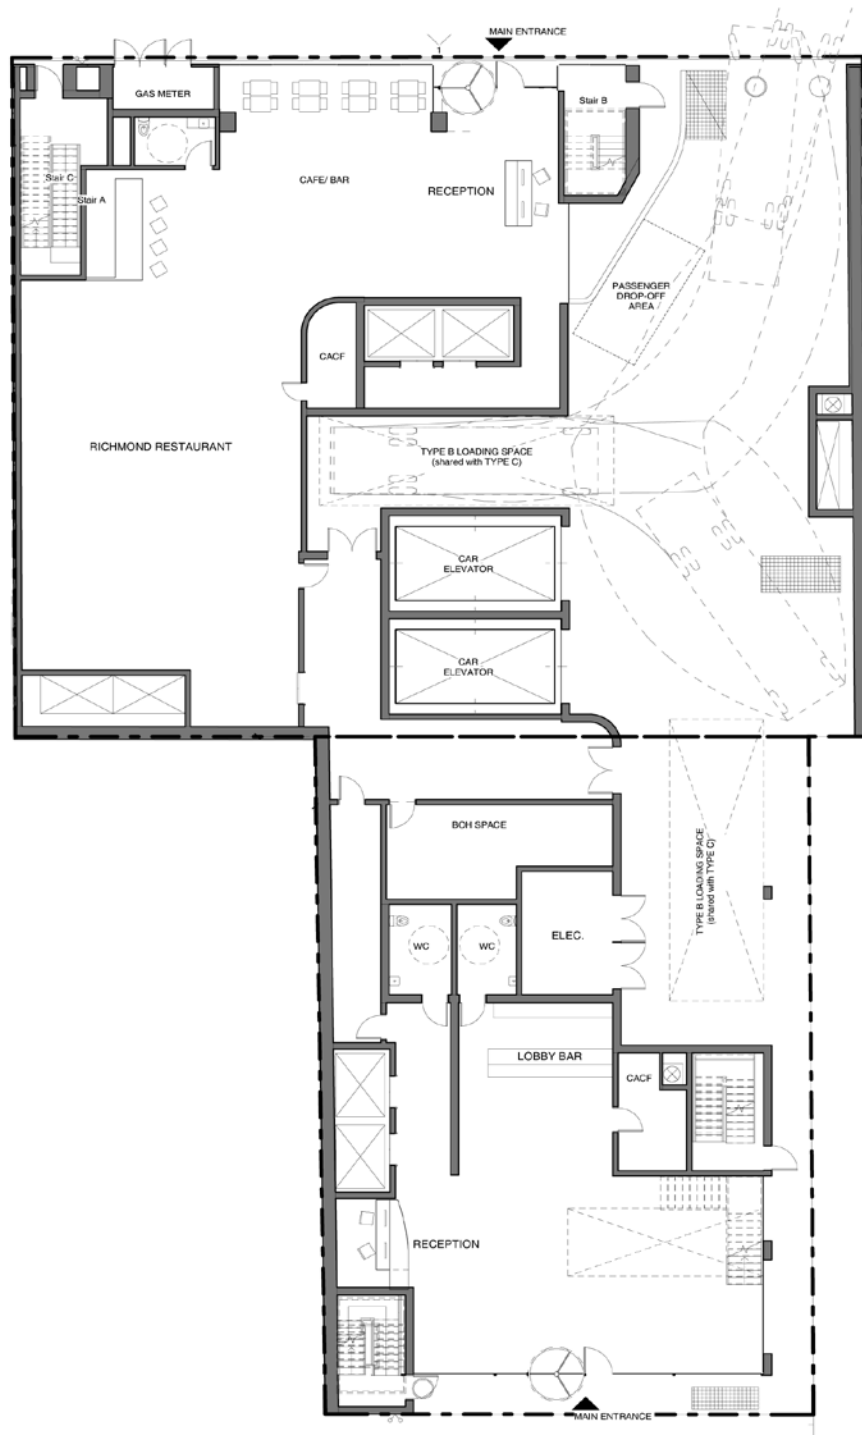 MAIN ENTRANCE
1
GAS METER
Stair B
Stair C
Stair A
CAFE/ BAR
RECEPTION
PASSENGER
DROP-OFF
AREA
CACF
RICHMOND RESTAURANT
TYPE B LOADING SPACE
(shared with TYPE C)
CAR
ELEVATOR
CAR
ELEVATOR
BOH SPACE
TYPE B LOADING SPACE
(shared with TYPE C)
WC
WC
ELEC.
LOBBY BAR
CACF
RECEPTION
MAIN ENTRANCE